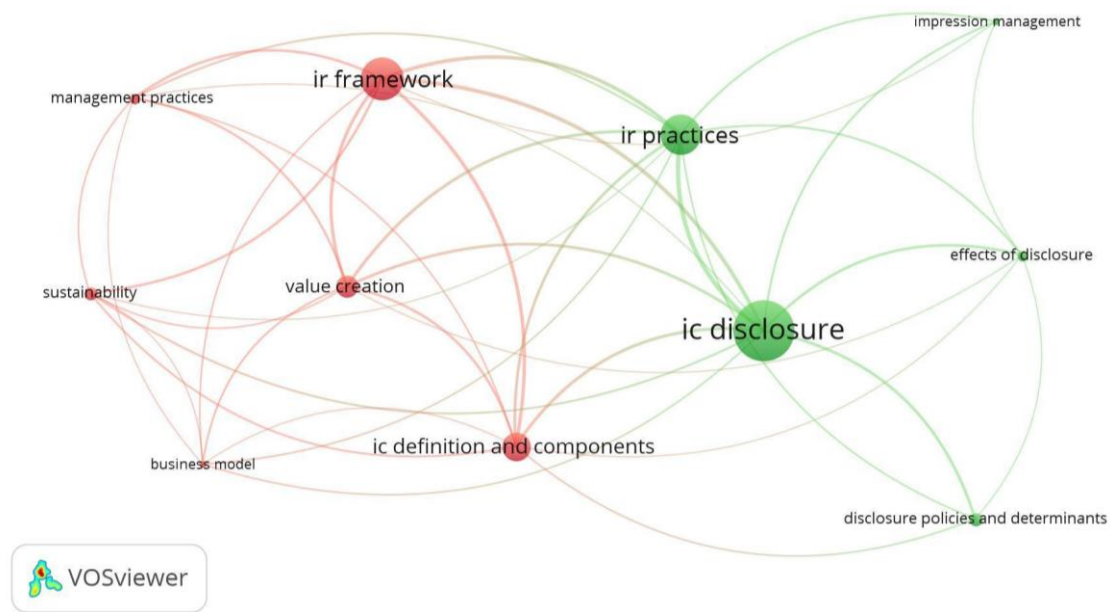 impression management
ir framework
management practices
ir practices
effects of disclosure
value creation
sustainability
ic disclosure
ic definition and components
business model
disclosure policies and determinants
VOSviewer